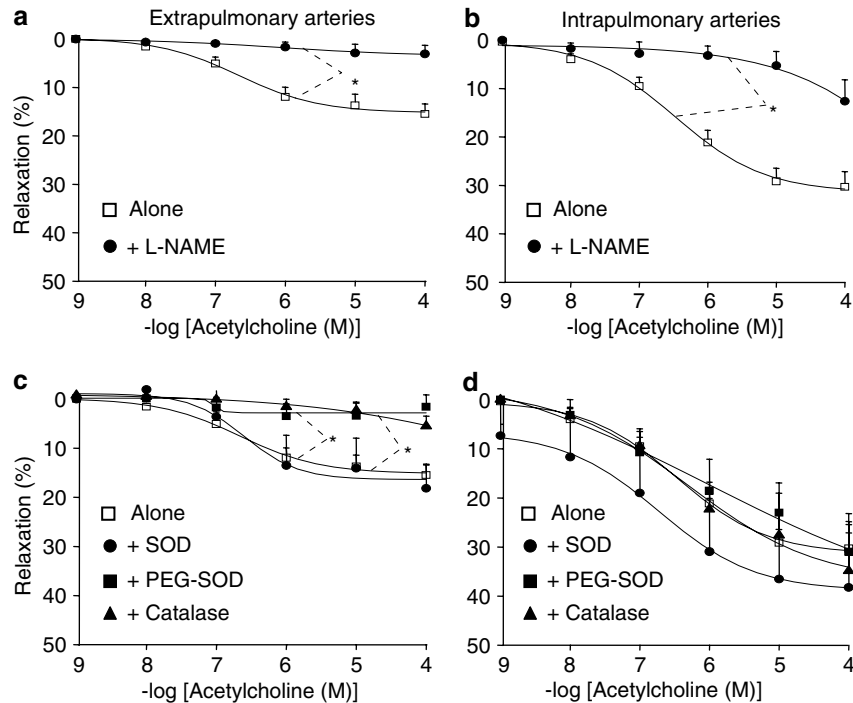 a
Extrapulmonary arteries
0
10
20
30
40
50
Relaxation (%)
*
Alone
+ L-NAME
9 8 7 6 5 4
-log [Acetylcholine (M)]
b
Intrapulmonary arteries
0
10
20
30
40
50
*
Alone
+ L-NAME
9 8 7 6 5 4
-log [Acetylcholine (M)]
c
0
10
20
30
40
50
Relaxation (%)
* *
Alone
+ SOD
+ PEG-SOD
+ Catalase
9 8 7 6 5 4
-log [Acetylcholine (M)]
d
0
10
20
30
40
50
Alone
+ SOD
+ PEG-SOD
+ Catalase
9 8 7 6 5 4
-log [Acetylcholine (M)]